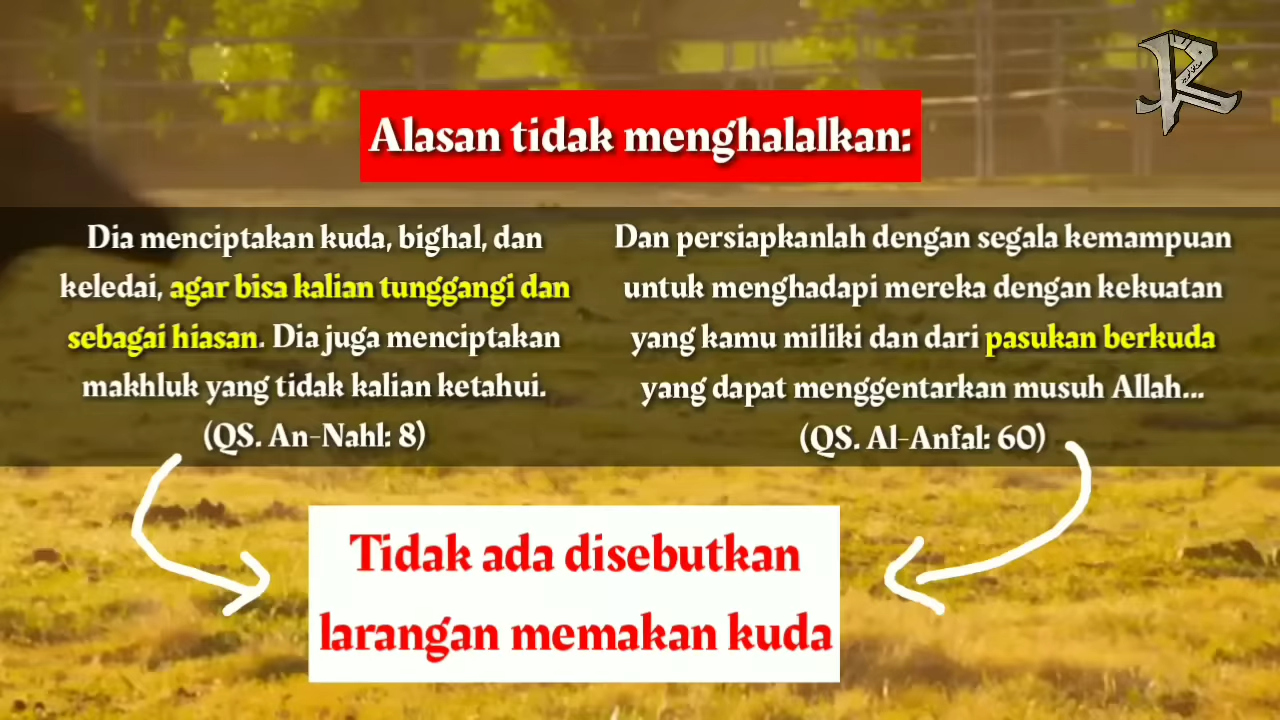 Alasan tidak menghalalkan:
Dia menciptakan kuda, bighal, dan
keledai, agar bisa kalian tunggangi dan
sebagai hiasan. Dia juga menciptakan
makhluk yang tidak kalian ketahui.
(QS. An-Nahl: 8)
Dan persiapkanlah dengan segala kemampuan
untuk menghadapi mereka dengan kekuatan
yang kamu miliki dan dari pasukan berkuda
yang dapat menggentarkan musuh Allah...
(QS. Al-Anfal: 60)
Tidak ada disebutkan
larangan memakan kuda